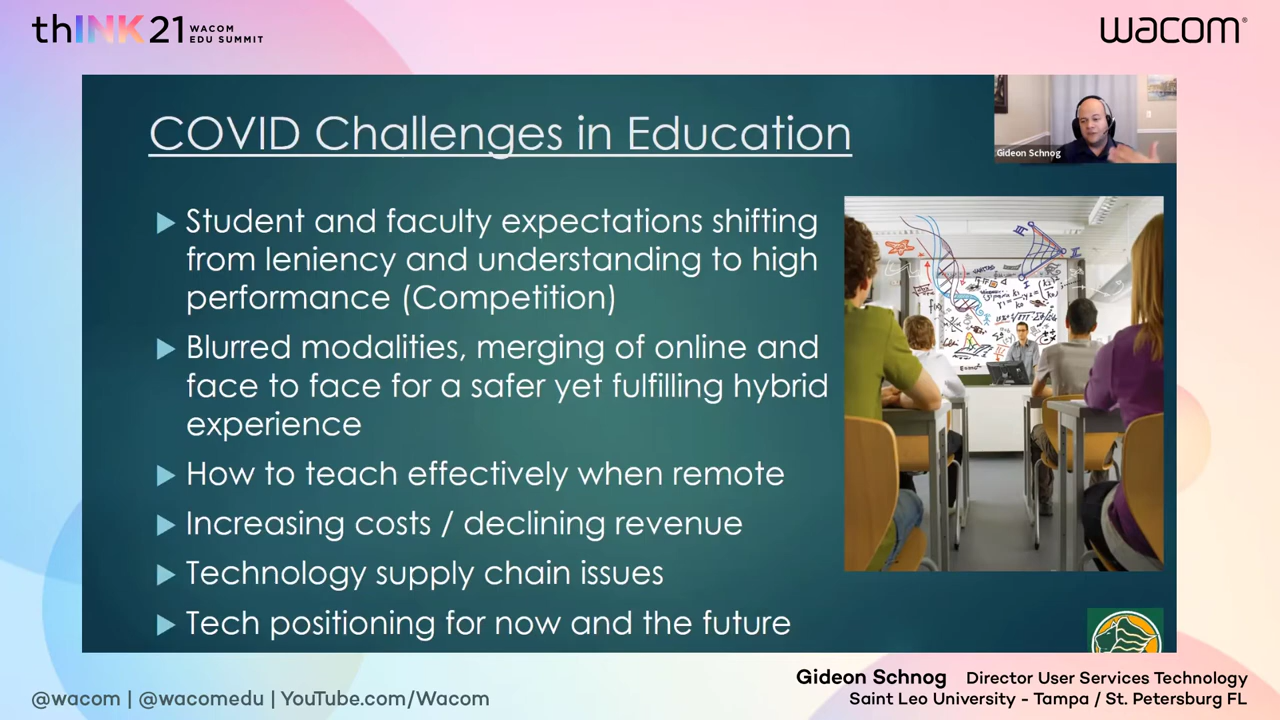 thINK21 WACOM
EDU SUMMIT
wacom®
COVID Challenges in Education
Gideon Schnog
Student and faculty expectations shifting
from leniency and understanding to high
performance (Competition)
Blurred modalities, merging of online and
face to face for a safer yet fulfilling hybrid
experience
How to teach effectively when remote
Increasing costs / declining revenue
Technology supply chain issues
Tech positioning for now and the future
@wacom | @wacomedu | YouTube.com/Wacom
Gideon Schnog Director User Services Technology
Saint Leo University - Tampa / St. Petersburg FL